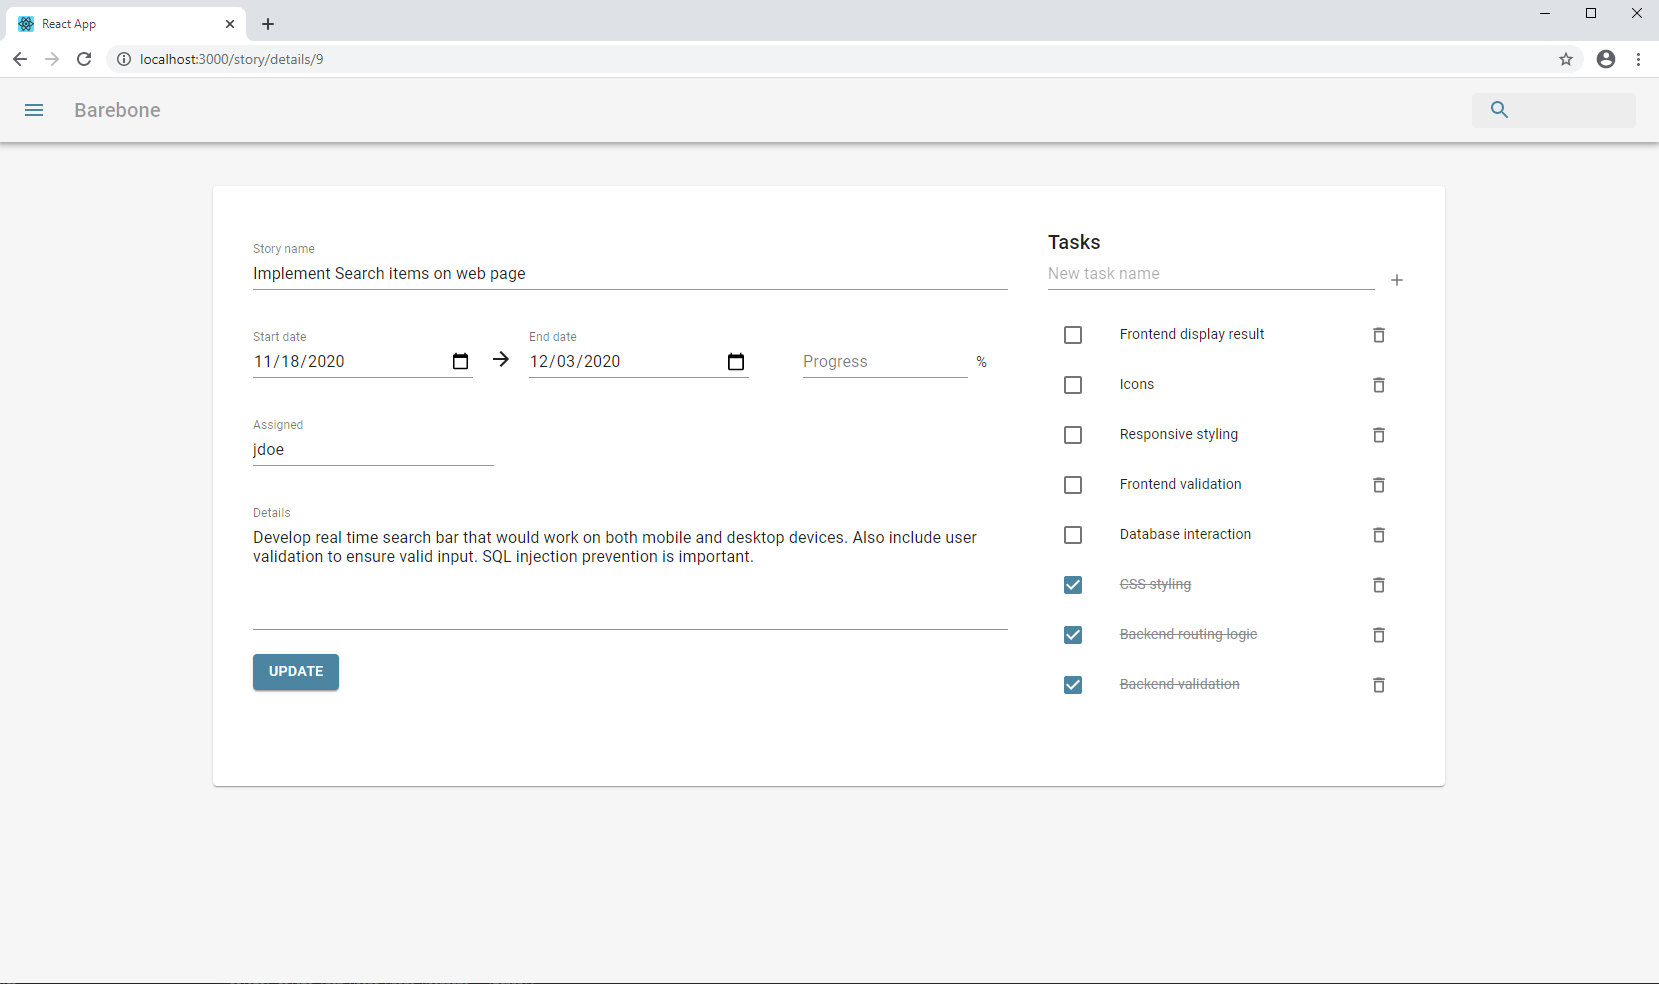 React App
localhost:3000/story/details/9
Barebone
Story name
Implement Search items on web page
Start date
End date
11/18/2020
12/03/2020
Progress
%
Assigned
jdoe
Details
Develop real time search bar that would work on both mobile and desktop devices. Also include user
validation to ensure valid input. SQL injection prevention is important.
UPDATE
Tasks
New task name
Frontend display result
Icons
Responsive styling
Frontend validation
Database interaction
CSS styling
Backend routing logic
Backend validation